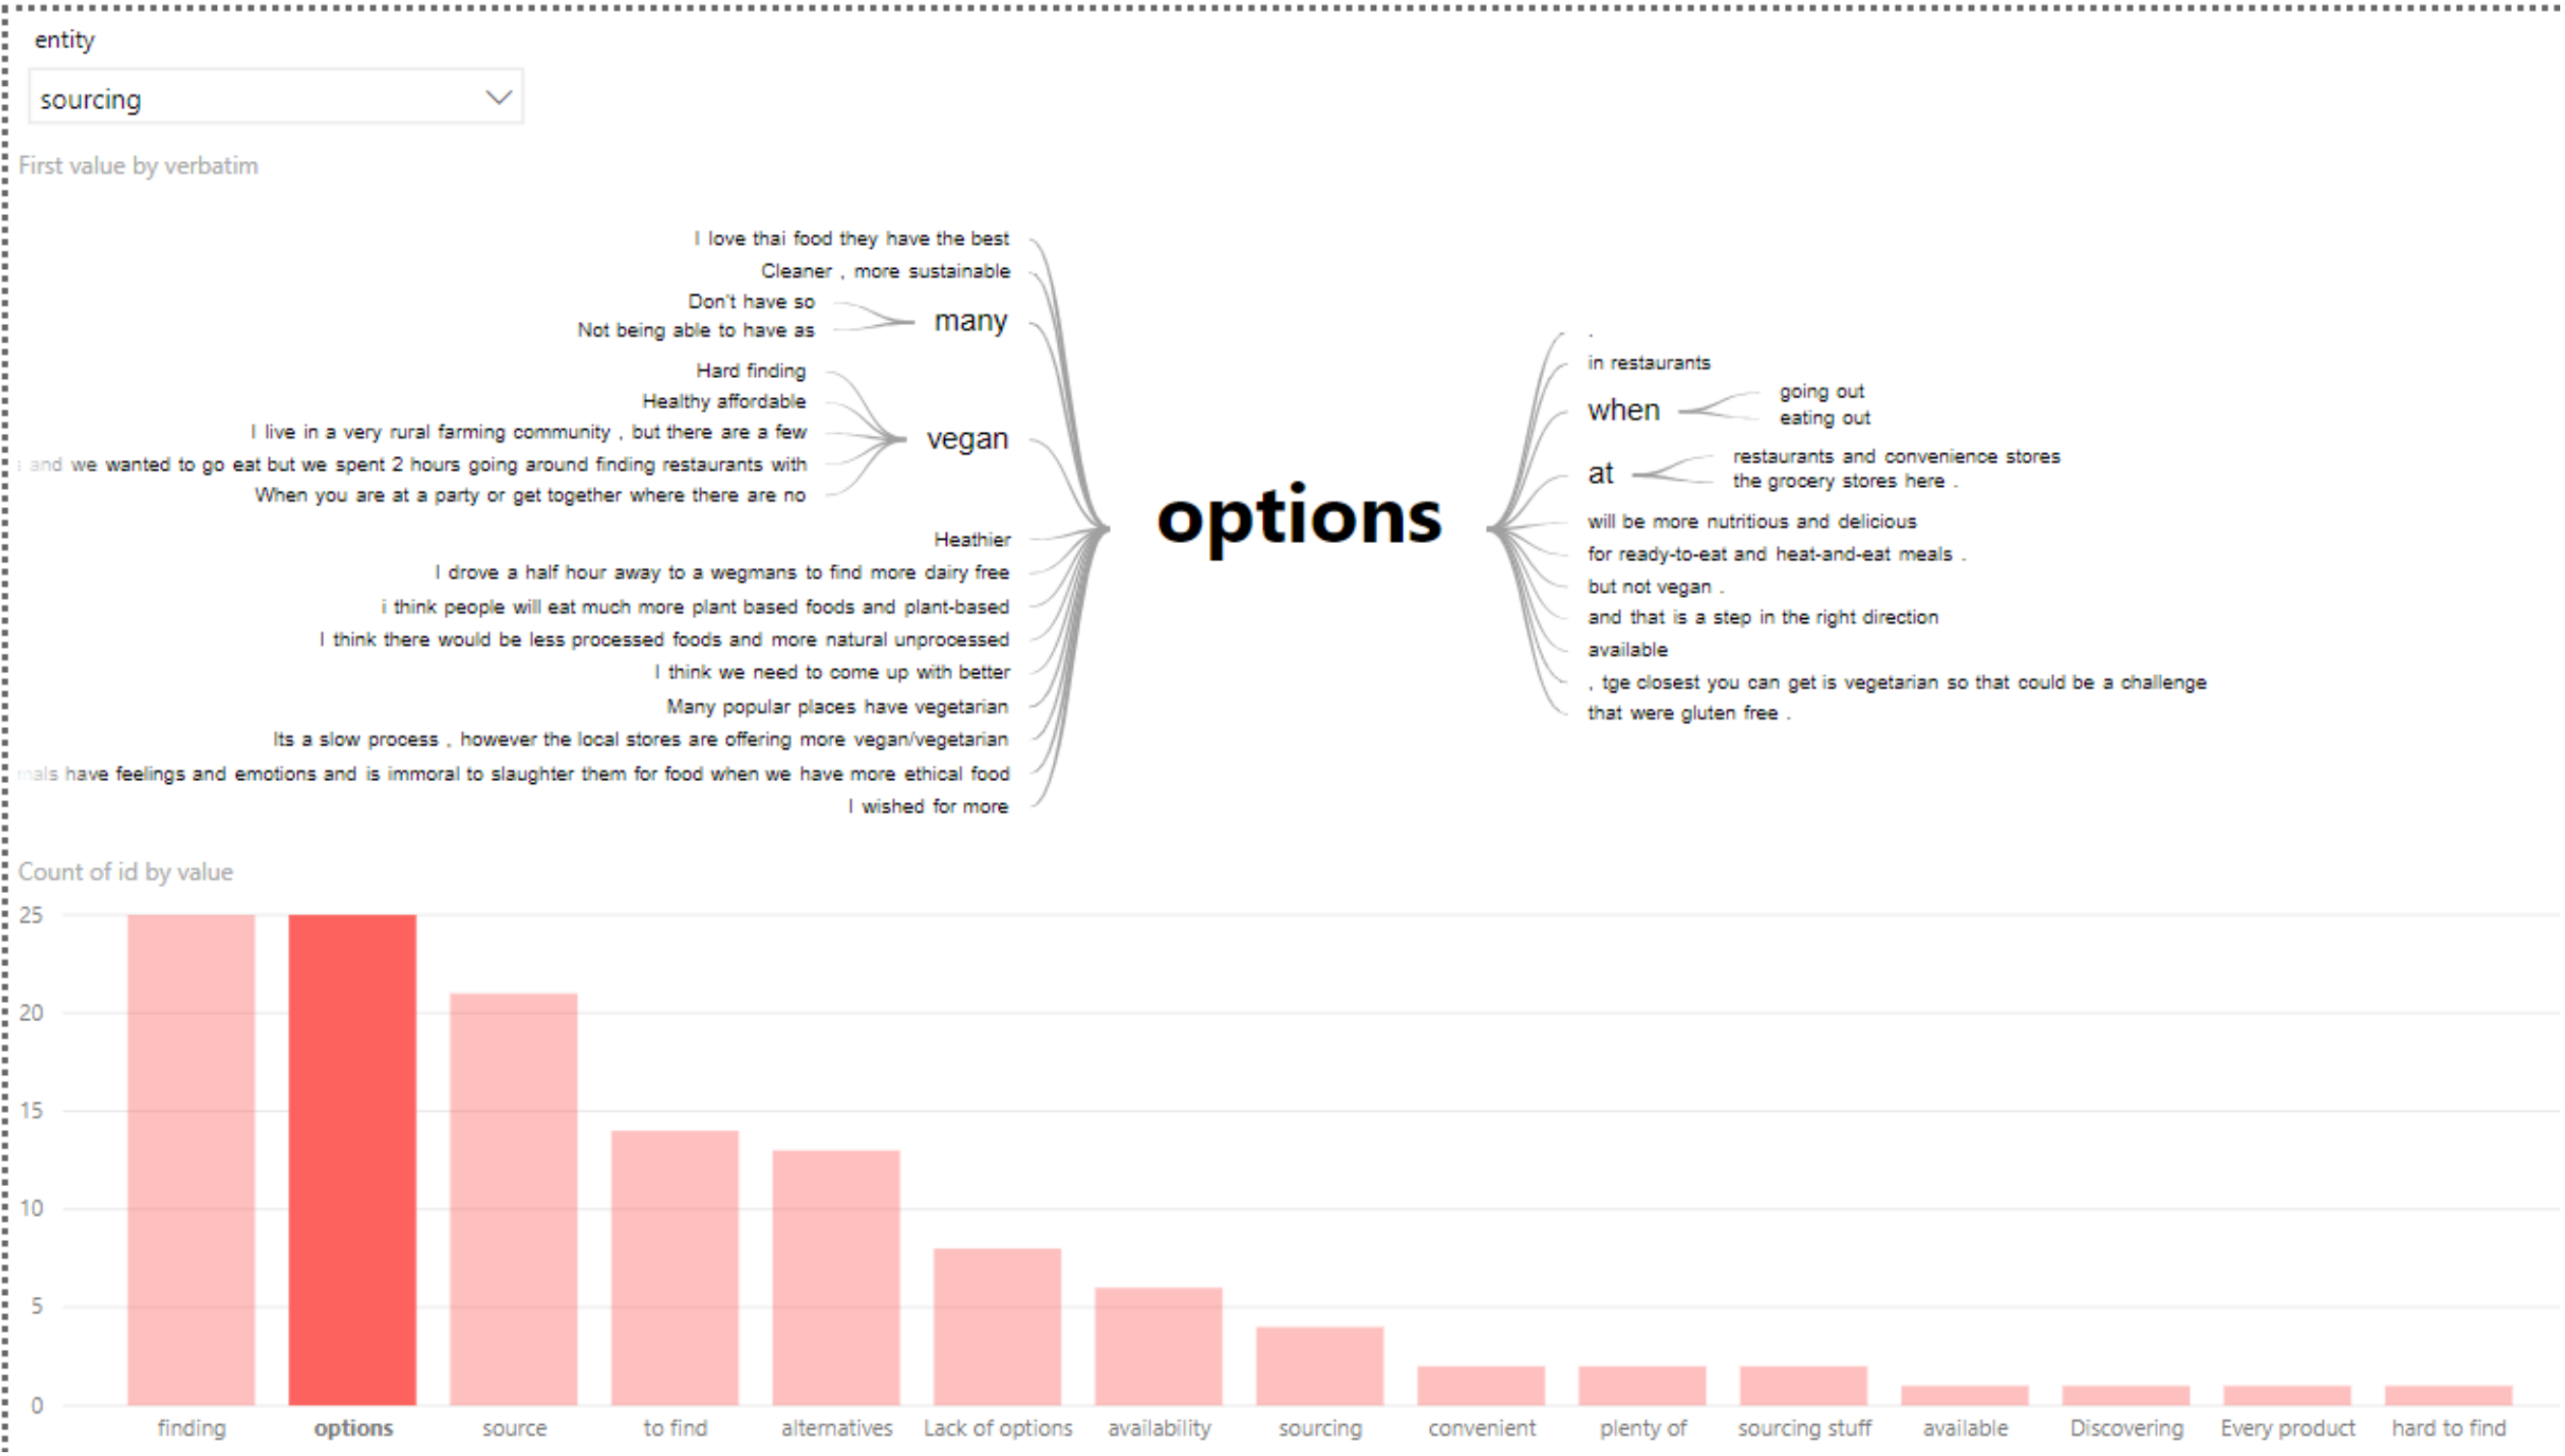 entity
sourcing
First value by verbatim
I love thai food they have the best
Cleaner , more sustainable
Don't have so
Not being able to have as
many
Hard finding
Healthy affordable
I live in a very rural farming community , but there are a few
and we wanted to go eat but we spent 2 hours going around finding restaurants with
When you are at a party or get together where there are no
vegan
Heathier
I drove a half hour away to a wegmans to find more dairy free
i think people will eat much more plant based foods and plant-based
I think there would be less processed foods and more natural unprocessed
I think we need to come up with better
Many popular places have vegetarian
Its a slow process , however the local stores are offering more vegan/vegetarian
have feelings and emotions and is immoral to slaughter them for food when we have more ethical food
I wished for more
options
.
in restaurants
when
going out
eating out
at
restaurants and convenience stores
the grocery stores here .
will be more nutritious and delicious
for ready-to-eat and heat-and-eat meals .
but not vegan .
and that is a step in the right direction
available
, tge closest you can get is vegetarian so that could be a challenge
that were gluten free .
Count of id by value
25
20
15
10
5
0
finding options source to find alternatives Lack of options availability sourcing convenient plenty of sourcing stuff available Discovering Every product hard to find